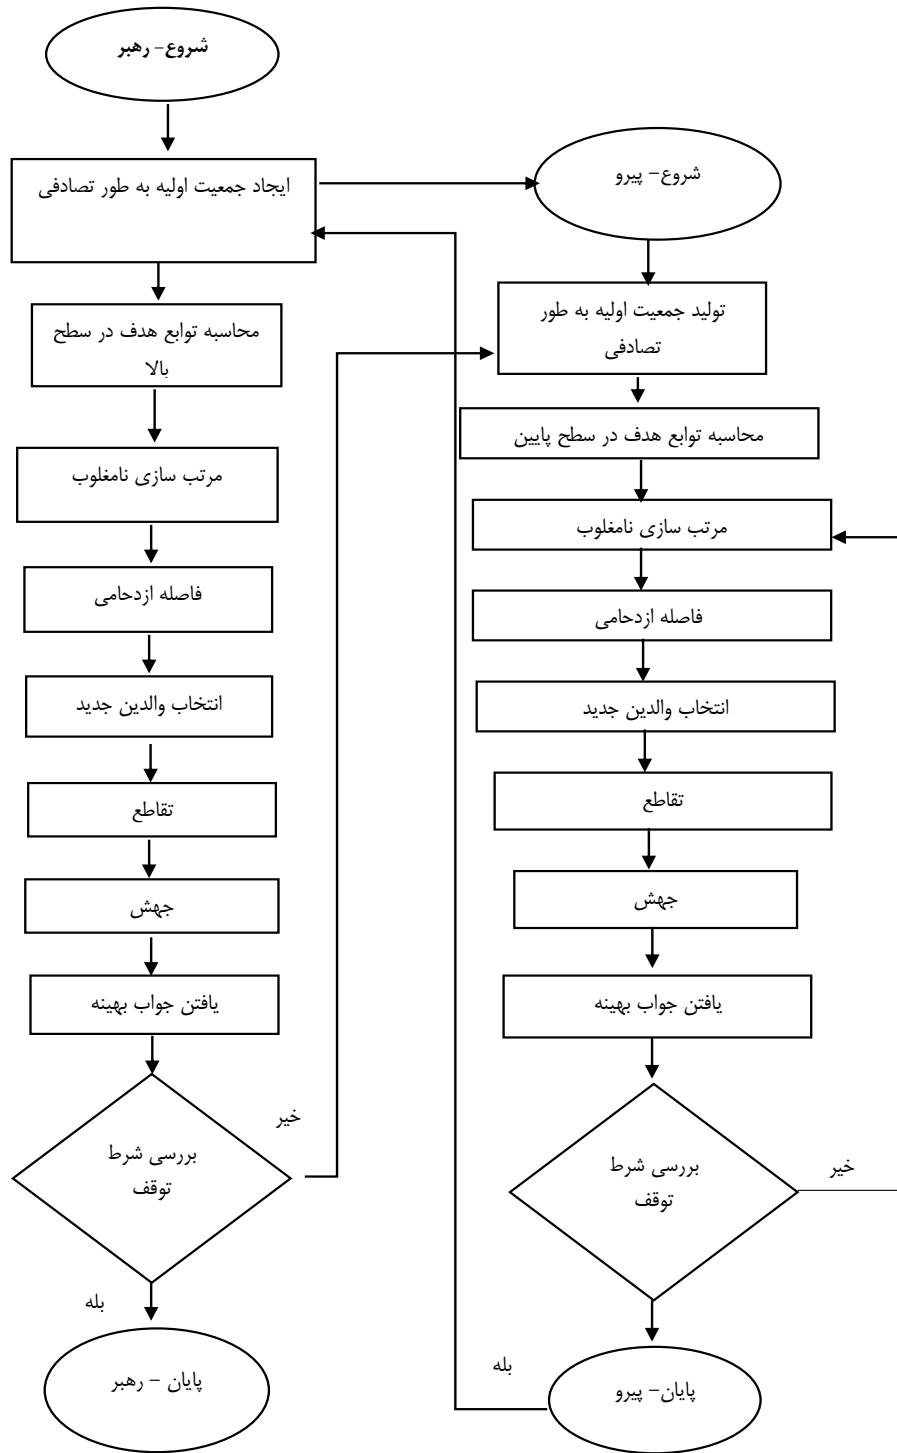 شروع- رهبر
ایجاد جمعیت اولیه به طور تصادفی
محاسبه توابع هدف در سطح
بالا
مرتب سازی نامغلوب
فاصله ازدحامی
انتخاب والدین جدید
تقاطع
جهش
یافتن جواب بهینه
بررسی شرط
توقف
خیر
بله
پایان – رهبر
شروع- پیرو
تولید جمعیت اولیه به طور
تصادفی
محاسبه توابع هدف در سطح پایین
مرتب سازی نامغلوب
فاصله ازدحامی
انتخاب والدین جدید
تقاطع
جهش
یافتن جواب بهینه
بررسی شرط
توقف
خیر
بله
پایان- پیرو